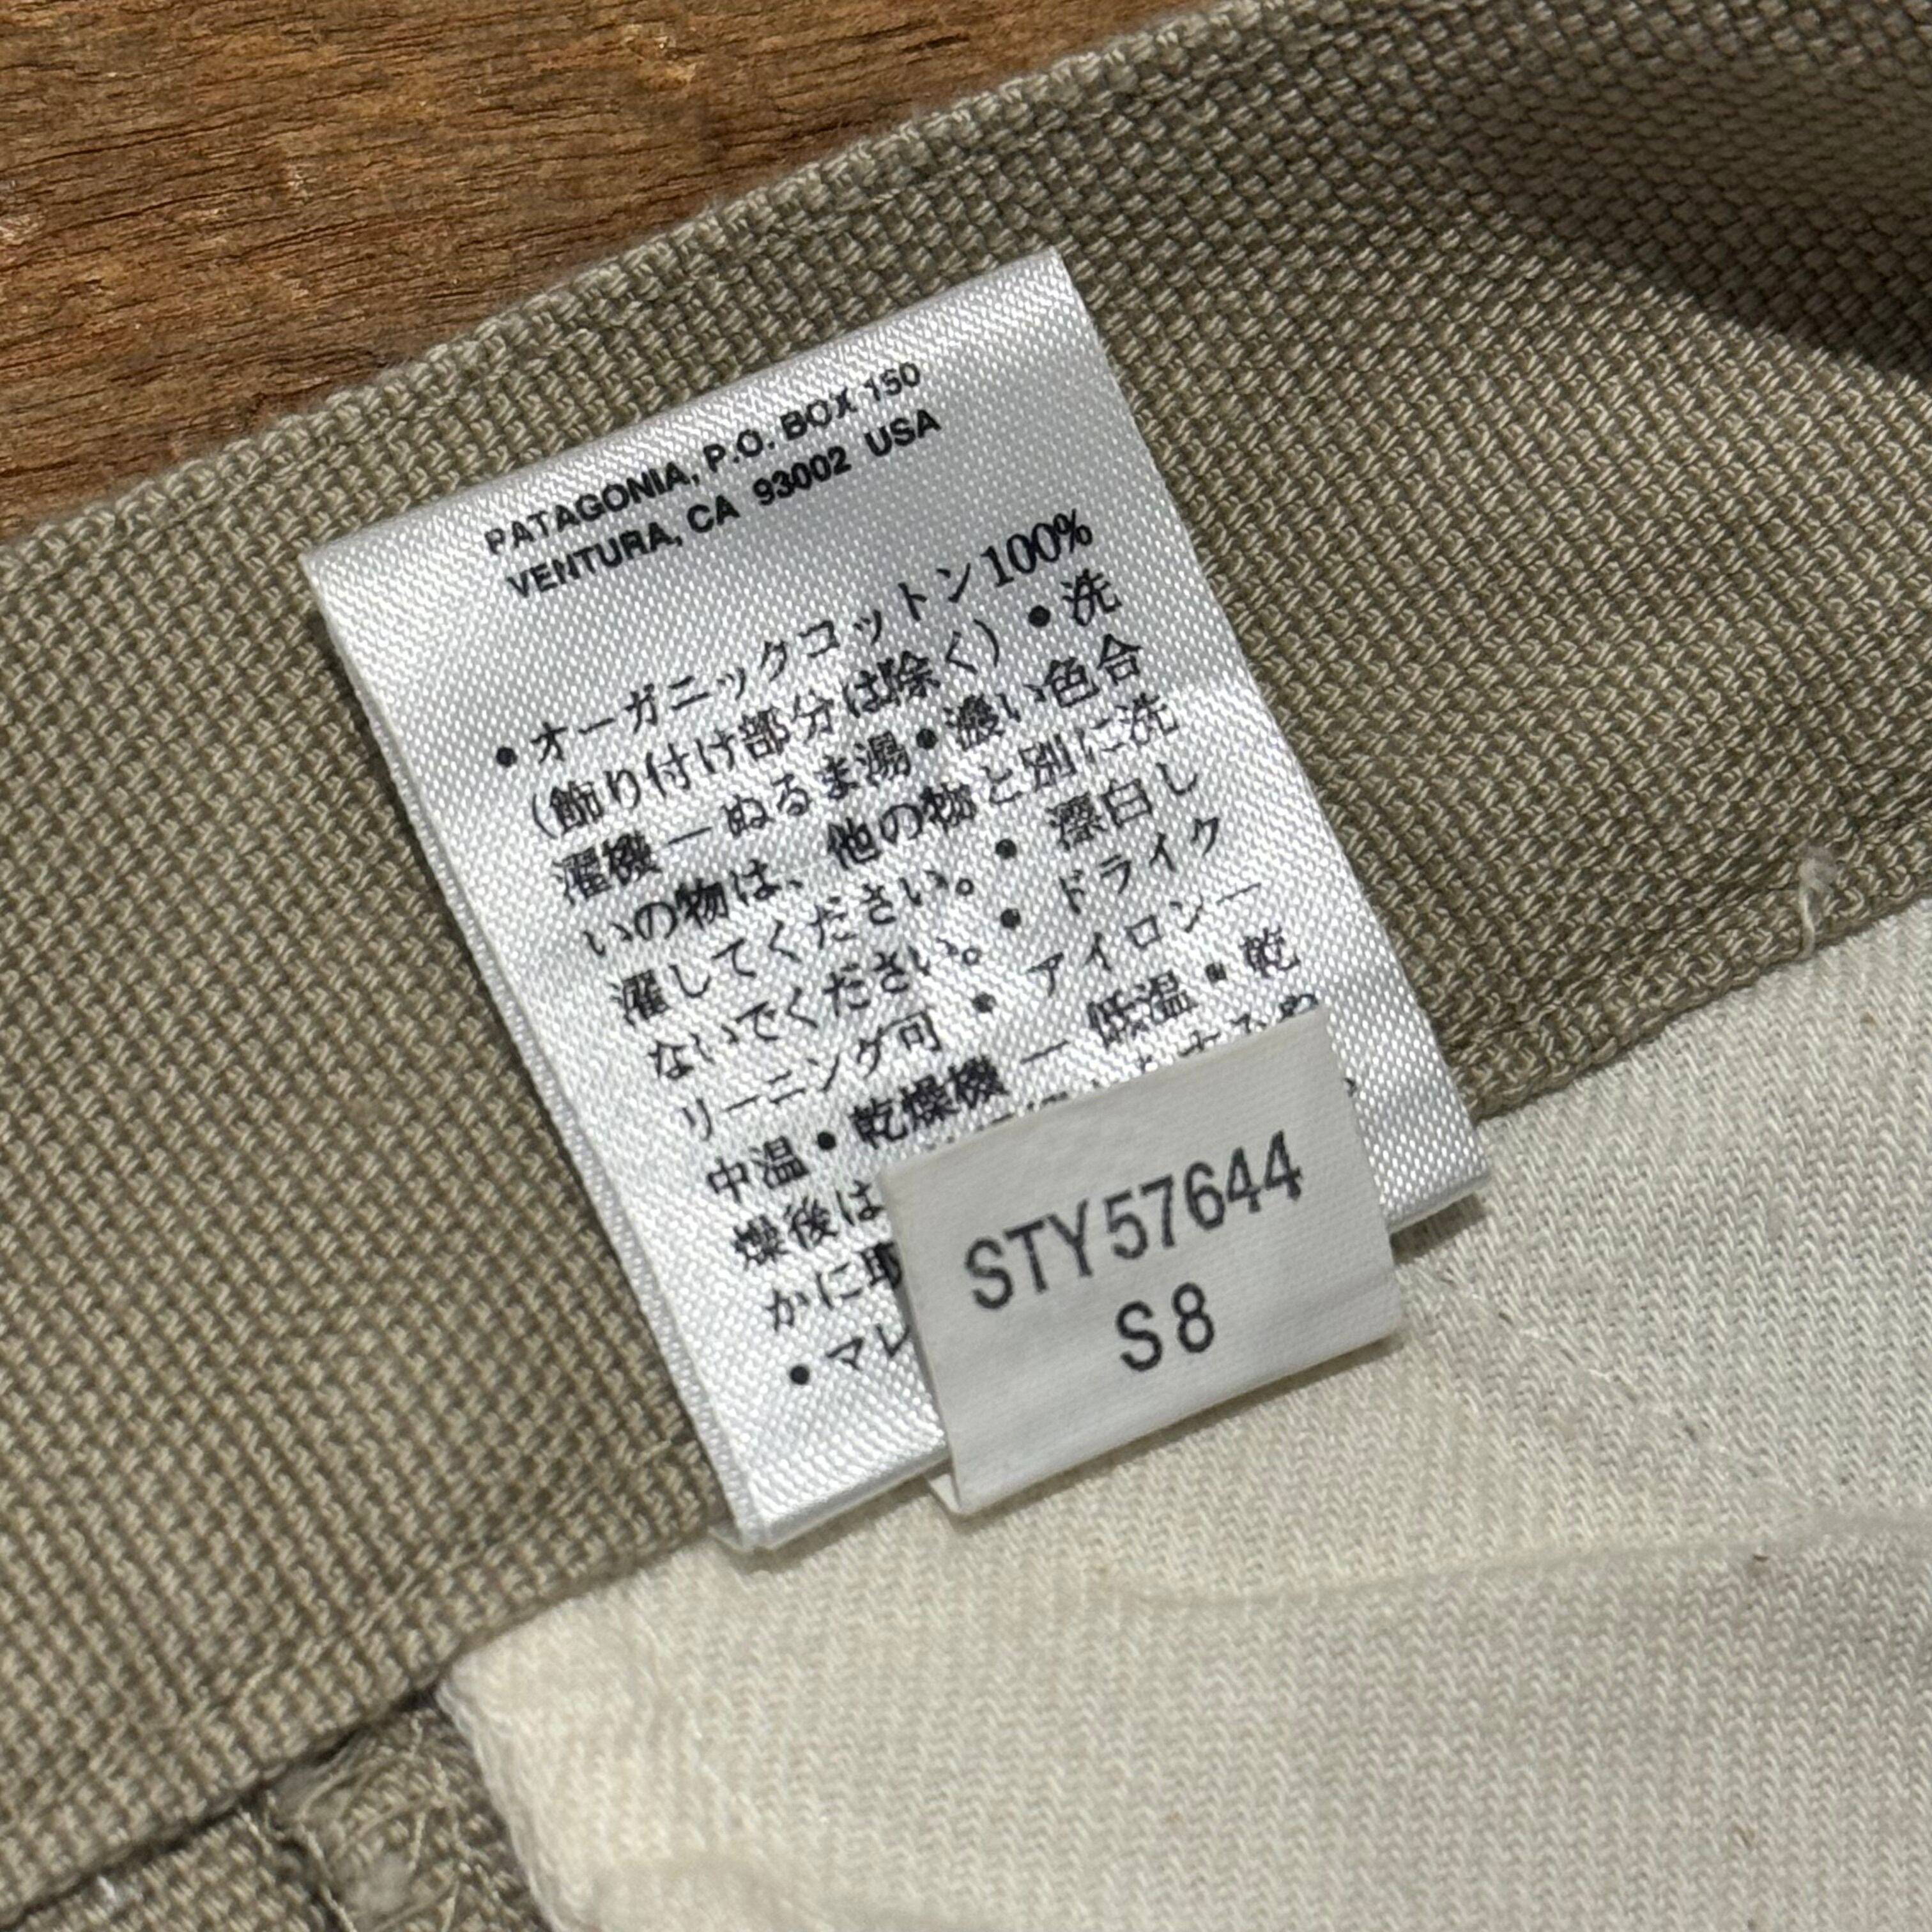 PATAGONIA, P.O. BOX 150
VENTURA, CA 93002 USA
• オーガニックコットン100%
(飾り付け部分は除く) • 洗
濯機—ぬるま湯•濃い色合
いの物は、他の物と別に洗
濯してください。• 漂白し
ないでください。• ドライク
リーニング可 • アイロン—
中温・乾燥機 — 低温・乾
燥後は
かに取
• マレ
STY57644
S8